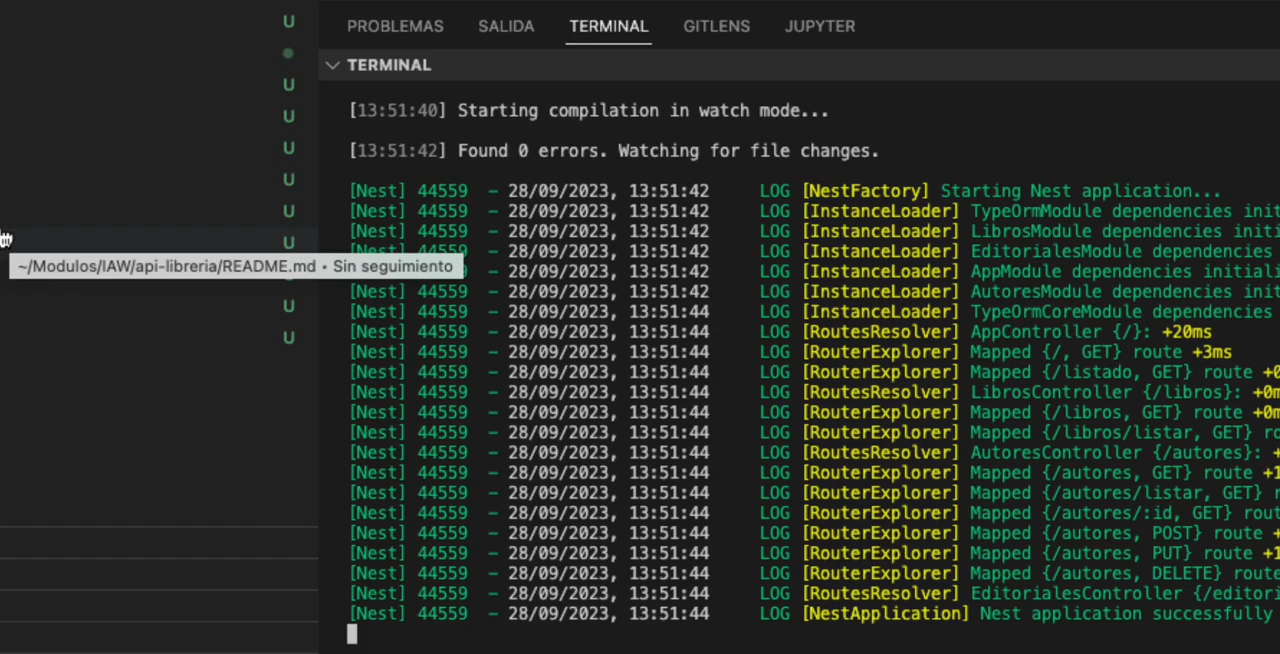 U
PROBLEMAS SALIDA TERMINAL GITLENS JUPYTER
TERMINAL
U
[13:51:40] Starting compilation in watch mode...
U
U
[13:51:42] Found 0 errors. Watching for file changes.
U
[Nest] 44559 - 28/09/2023, 13:51:42 LOG [NestFactory] Starting Nest application...
U
[Nest] 44559 - 28/09/2023, 13:51:42 LOG [InstanceLoader] TypeOrmModule dependencies init
[Nest] 44559 - 28/09/2023, 13:51:42 LOG [InstanceLoader] LibrosModule dependencies initi
U
[Nest] 44559 - 28/09/2023, 13:51:42 LOG [InstanceLoader] EditorialesModule dependencies
~/Modulos/IAW/api-libreria/README.md • Sin seguimiento
13:51:42 LOG [InstanceLoader] AppModule dependencies initiali
[Nest] 44559 - 28/09/2023, 13:51:42 LOG [InstanceLoader] AutoresModule dependencies init
U
[Nest] 44559 - 28/09/2023, 13:51:44 LOG [InstanceLoader] TypeOrmCoreModule dependencies
[Nest] 44559 - 28/09/2023, 13:51:44 LOG [RoutesResolver] AppController {/}: +20ms
U
[Nest] 44559 - 28/09/2023, 13:51:44 LOG [RouterExplorer] Mapped {/, GET} route +3ms
[Nest] 44559 - 28/09/2023, 13:51:44 LOG [RouterExplorer] Mapped {/listado, GET} route +0
[Nest] 44559 - 28/09/2023, 13:51:44 LOG [RoutesResolver] LibrosController {/libros}: +0m
[Nest] 44559 - 28/09/2023, 13:51:44 LOG [RouterExplorer] Mapped {/libros, GET} route +0m
[Nest] 44559 - 28/09/2023, 13:51:44 LOG [RouterExplorer] Mapped {/libros/listar, GET} ro
[Nest] 44559 - 28/09/2023, 13:51:44 LOG [RoutesResolver] AutoresController {/autores}: +
[Nest] 44559 - 28/09/2023, 13:51:44 LOG [RouterExplorer] Mapped {/autores, GET} route +1
[Nest] 44559 - 28/09/2023, 13:51:44 LOG [RouterExplorer] Mapped {/autores/listar, GET} r
[Nest] 44559 - 28/09/2023, 13:51:44 LOG [RouterExplorer] Mapped {/autores/:id, GET} rout
[Nest] 44559 - 28/09/2023, 13:51:44 LOG [RouterExplorer] Mapped {/autores, POST} route +
[Nest] 44559 - 28/09/2023, 13:51:44 LOG [RouterExplorer] Mapped {/autores, PUT} route +1
[Nest] 44559 - 28/09/2023, 13:51:44 LOG [RouterExplorer] Mapped {/autores, DELETE} route
[Nest] 44559 - 28/09/2023, 13:51:44 LOG [RoutesResolver] EditorialesController {/editori
[Nest] 44559 - 28/09/2023, 13:51:44 LOG [NestApplication] Nest application successfully